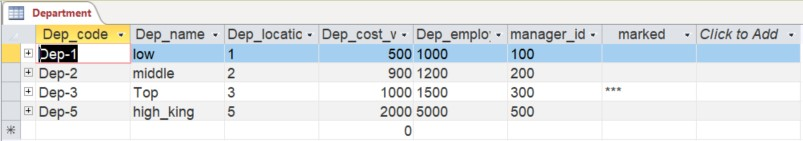 Department
Dep_code Dep_name Dep_locatic Dep_cost_v Dep_employ manager_id marked Click to Add
Dep-1 low 1 500 1000 100
Dep-2 middle 2 900 1200 200
Dep-3 Top 3 1000 1500 300 ***
Dep-5 high_king 5 2000 5000 500
0